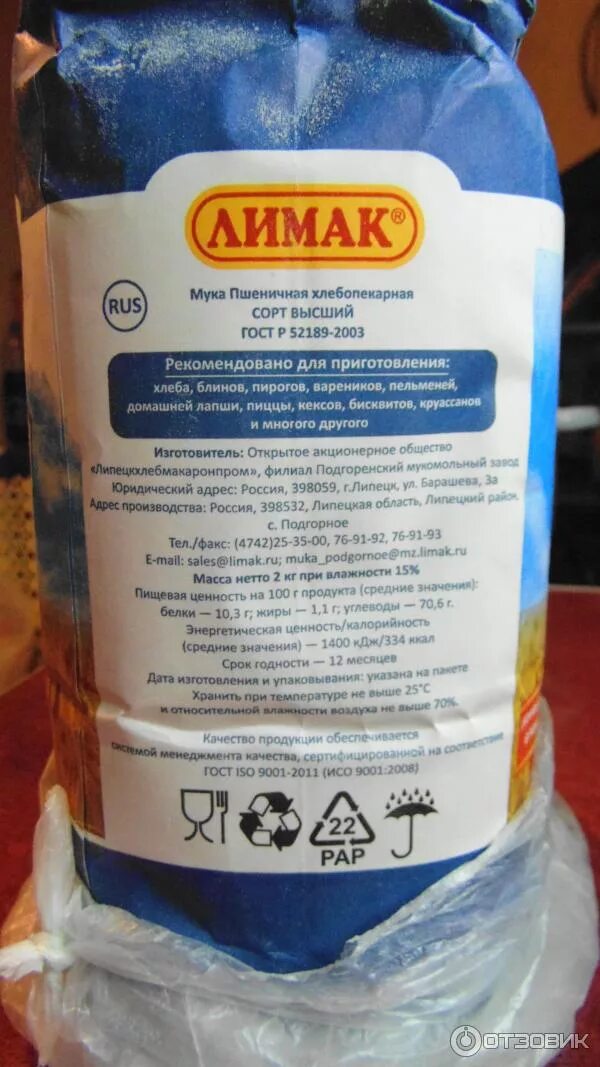 ЛИМАК®
RUS
Мука Пшеничная хлебопекарная
СОРТ ВЫСШИЙ
ГОСТ Р 52189-2003
Рекомендовано для приготовления:
хлеба, блинов, пирогов, вареников, пельменей,
домашней лапши, пиццы, кексов, бисквитов, круассанов
и многого другого
Изготовитель: Открытое акционерное общество
«Липецкхлебмакаронпром», филиал Подгоренский мукомольный завод
Юридический адрес: Россия, 398059, г.Липецк, ул. Барашева, 3а
Адрес производства: Россия, 398532, Липецкая область, Липецкий район,
с. Подгорное
Тел./факс: (4742)25-35-00, 76-91-92, 76-91-93
E-mail: sales@limak.ru; muka_podgornoe@mz.limak.ru
Масса нетто 2 кг при влажности 15%
Пищевая ценность на 100 г продукта (средние значения):
белки — 10,3 г; жиры — 1,1 г; углеводы — 70,6 г.
Энергетическая ценность/калорийность
(средние значения) — 1400 кДж/334 ккал
Срок годности — 12 месяцев
Дата изготовления и упаковывания: указана на пакете
Хранить при температуре не выше 25°С
и относительной влажности воздуха не выше 70%.
Качество продукции обеспечивается
системой менеджмента качества, сертифицированной на соответствие
ГОСТ ISO 9001-2011 (ИСО 9001:2008)
22
PAP
ОТЗОВИК